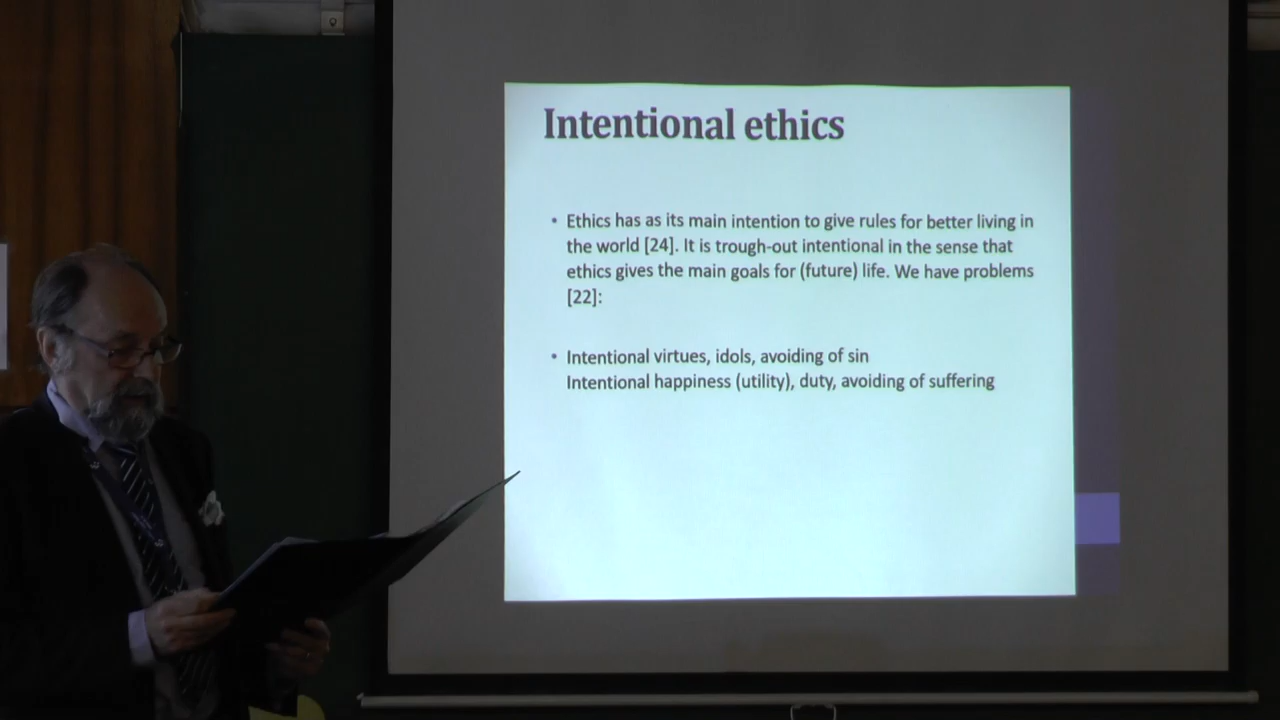 Intentional ethics
• Ethics has as its main intention to give rules for better living in
the world [24]. It is trough-out intentional in the sense that
ethics gives the main goals for (future) life. We have problems
[22]:
• Intentional virtues, idols, avoiding of sin
Intentional happiness (utility), duty, avoiding of suffering